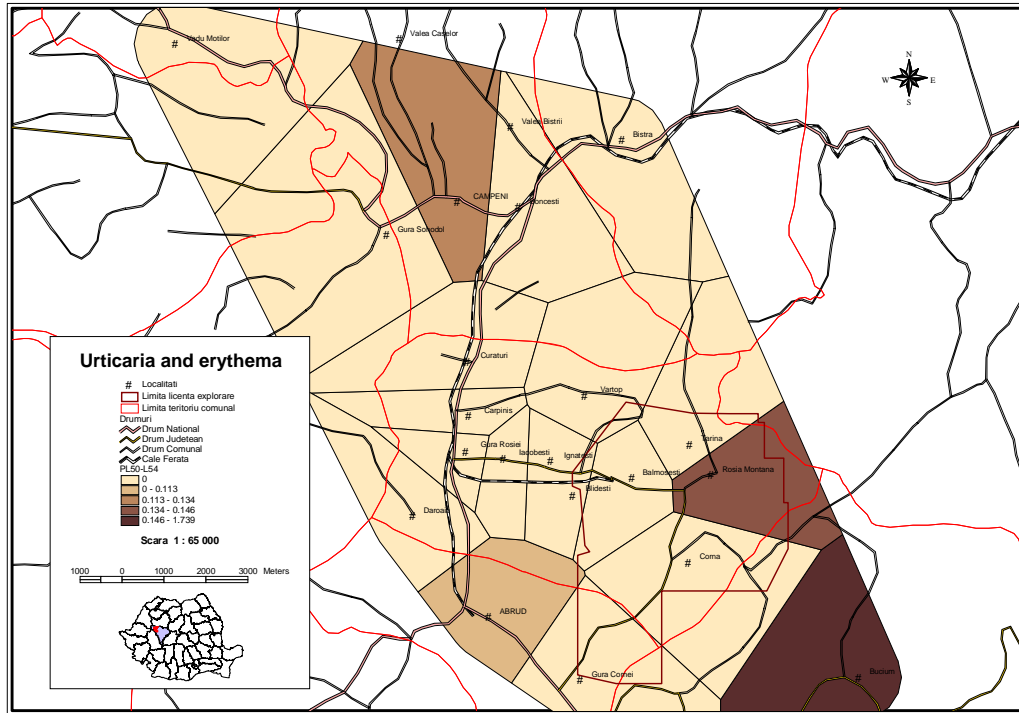 Vadu Motilor
Valea Caselor
N
W
E
S
Valea Bistrii
Bistra
CAMPENI
Boncesti
Gura Sohodol
Curaturi
Vartop
Carpinis
Gura Rosiei
Iacobesti
Ignatesti
Tarina
Balmosesti
Rosia Montana
Blidesti
Daroaia
Corna
ABRUD
Gura Cornei
Bucium
Urticaria and erythema
# Localitati
Limita licenta explorare
Limita teritoriu comunal
Drumuri
Drum National
Drum Judetean
Drum Comunal
Cale Ferata
PL50-L54
0
0 - 0.113
0.113 - 0.134
0.134 - 0.146
0.146 - 1.739
Scara 1 : 65 000
1000 0 1000 2000 3000 Meters